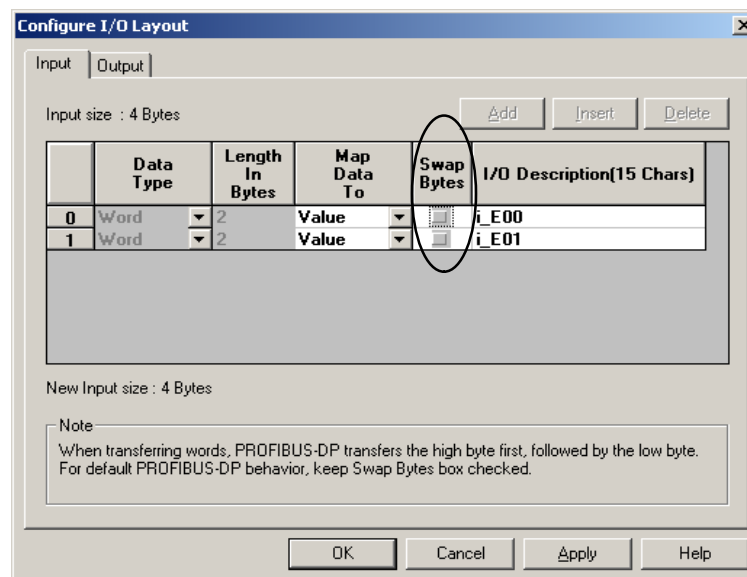 Configure I/O Layout
Input Output
Input size : 4 Bytes Add Insert Delete
Data Type Length In Bytes Map Data To Swap Bytes I/O Description(15 Chars)
0 Word 2 Value i_E00
1 Word 2 Value i_E01
New Input size : 4 Bytes
Note
When transferring words, PROFIBUS-DP transfers the high byte first, followed by the low byte.
For default PROFIBUS-DP behavior, keep Swap Bytes box checked.
OK Cancel Apply Help